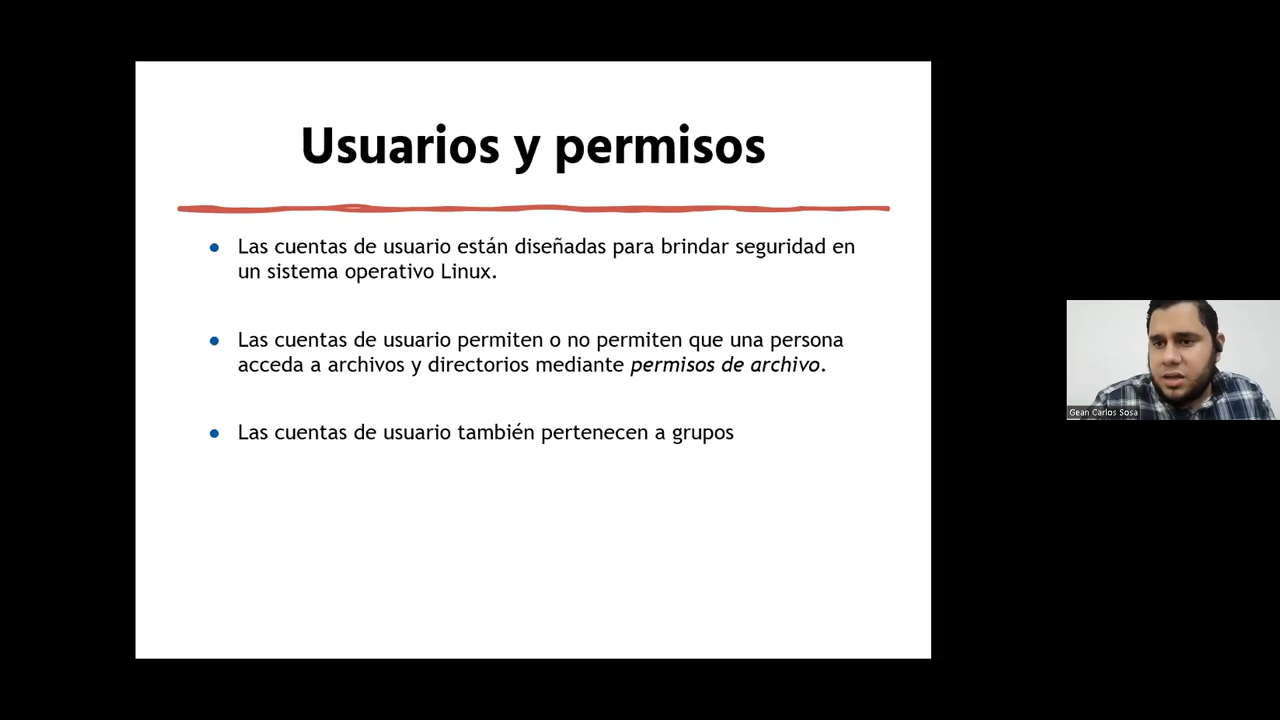 Usuarios y permisos
● Las cuentas de usuario están diseñadas para brindar seguridad en
un sistema operativo Linux.
● Las cuentas de usuario permiten o no permiten que una persona
acceda a archivos y directorios mediante permisos de archivo.
● Las cuentas de usuario también pertenecen a grupos
Gean Carlos Sosa